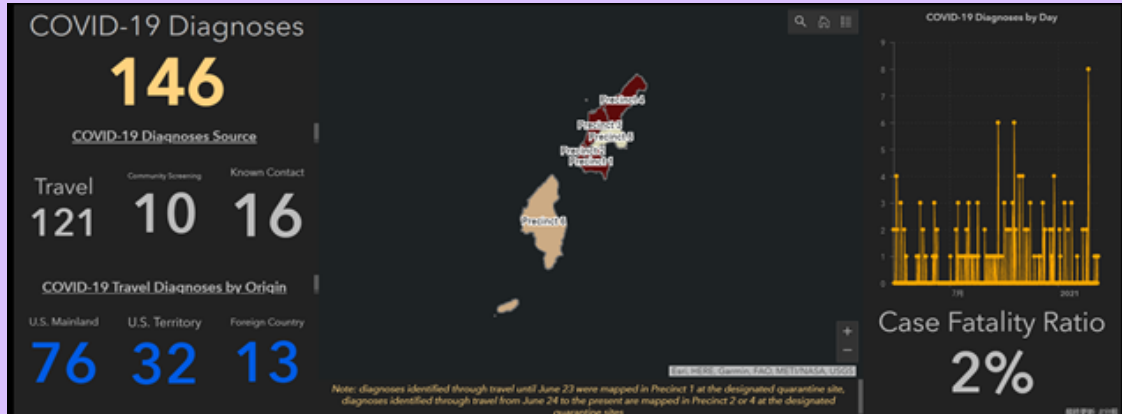 COVID-19 Diagnoses
146
COVID-19 Diagnoses Source
Travel
121
Community Screening
10
Known Contact
16
COVID-19 Travel Diagnoses by Origin
U.S. Mainland
76
U.S. Territory
32
Foreign Country
13
Precinct 4
Precinct 3
Precinct 5
Precinct 2
Precinct 1
Precinct 6
+
−
Esri, HERE, Garmin, FAO, METI/NASA, USGS
Note: diagnoses identified through travel until June 23 were mapped in Precinct 1 at the designated quarantine site,
diagnoses identified through travel from June 24 to the present are mapped in Precinct 2 or 4 at the designated
quarantine sites
COVID-19 Diagnoses by Day
9
8
7
6
5
4
3
2
1
0
7月
2021
Case Fatality Ratio
2%